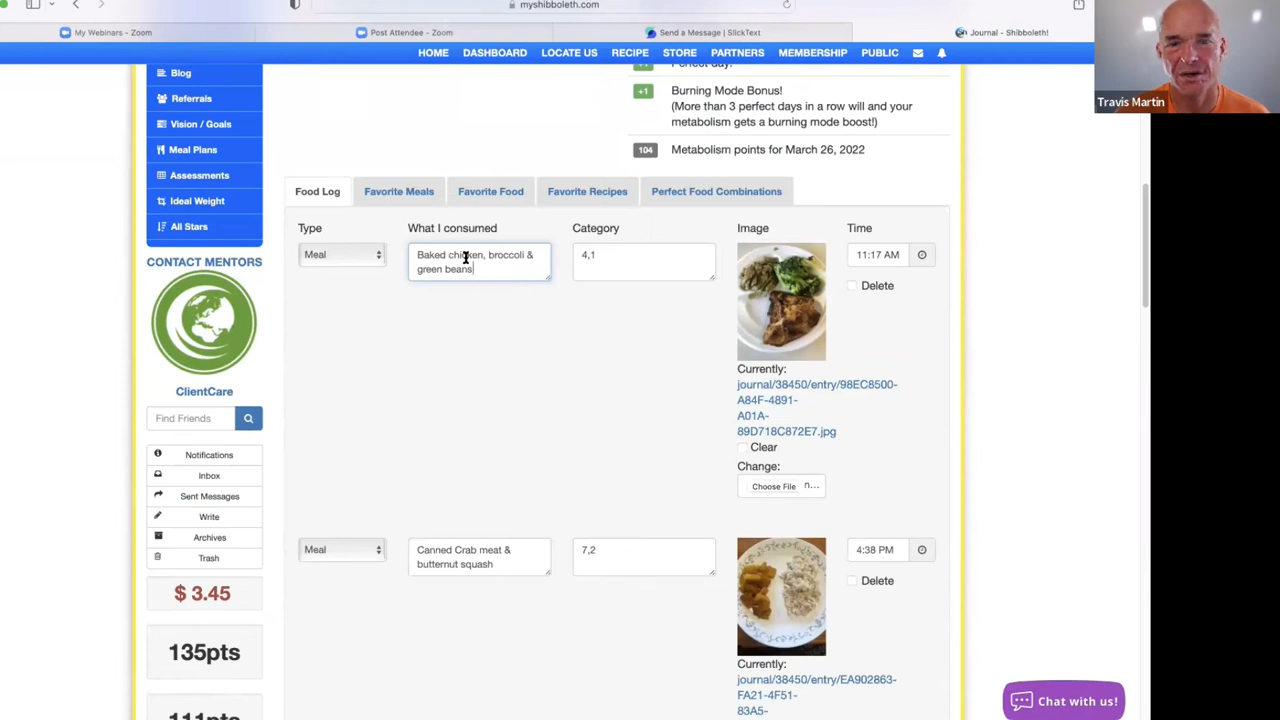 myshibboleth.com
My Webinars - Zoom
Post Attendee - Zoom
Send a Message | SlickText
Journal - Shibboleth!
HOME DASHBOARD LOCATE US RECIPE STORE PARTNERS MEMBERSHIP PUBLIC
Travis Martin
Blog
Referrals
Vision / Goals
Meal Plans
Assessments
Ideal Weight
All Stars
CONTACT MENTORS
ClientCare
Find Friends
Notifications
Inbox
Sent Messages
Write
Archives
Trash
$ 3.45
135pts
Perfect day!
+1
Burning Mode Bonus!
(More than 3 perfect days in a row will and your
metabolism gets a burning mode boost!)
104 Metabolism points for March 26, 2022
Food Log Favorite Meals Favorite Food Favorite Recipes Perfect Food Combinations
Type What I consumed Category Image Time
Meal
Baked chicken, broccoli &
green beans
4,1
11:17 AM
Delete
Currently:
journal/38450/entry/98EC8500-
A84F-4891-
A01A-
89D718C872E7.jpg
Clear
Change:
Choose File n...
Meal
Canned Crab meat &
butternut squash
7,2
4:38 PM
Delete
Currently:
journal/38450/entry/EA902863-
FA21-4F51-
83A5-
Chat with us!